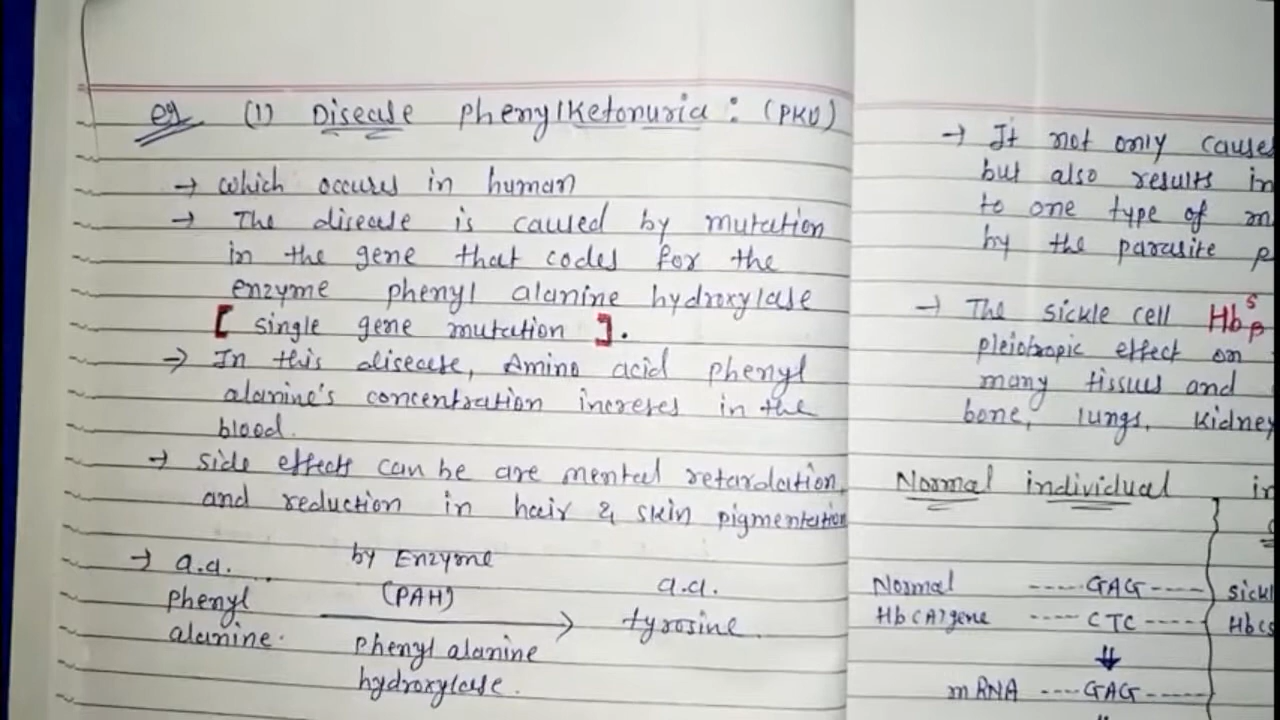 eg (1) Disease Phenylketonuria : (PKU)
→ which occures in human
→ The disease is caused by mutation
in the gene that codes for the
enzyme phenyl alanine hydroxylase
[ single gene mutation ].
→ In this disease, Amino acid phenyl
alanine's concentration increses in the
blood.
→ side effects can be are mental retardation
and reduction in hair & skin pigmentation
→ a.a.
phenyl
alanine.
by Enzyme
(PAH)
Phenyl alanine
hydroxylase.
a.a.
tyrosine.
→ It not only causes
but also results in
to one type of m
by the parasite p
→ The sickle cell Hb S β
pleiotropic effect on
many tissues and
bone, lungs, kidney
Normal individual in
Normal ----GAG---- sickl
Hb(A)gene ----CTC---- Hb(s
mRNA ----GAG-----